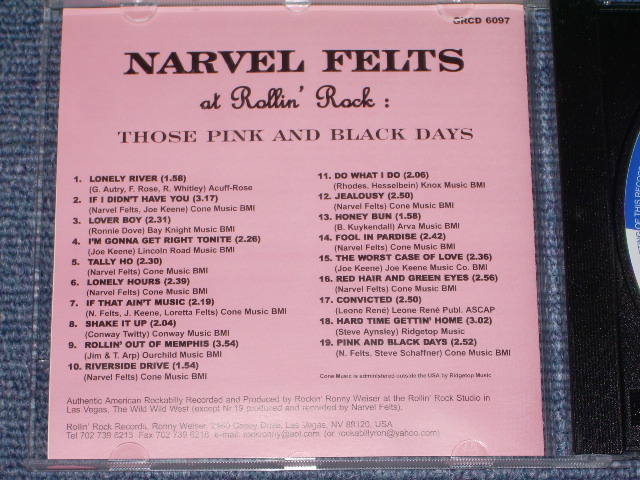 GRCD 6097
NARVEL FELTS
at Rollin' Rock :
THOSE PINK AND BLACK DAYS
1. LONELY RIVER (1.58)
(G. Autry, F. Rose, R. Whitley) Acuff-Rose
2. IF I DIDN'T HAVE YOU (3.17)
(Narvel Felts, Joe Keene) Cone Music BMI
3. LOVER BOY (2.31)
(Ronnie Dove) Bay Knight Music BMI
4. I'M GONNA GET RIGHT TONITE (2.26)
(Joe Keene) Lincoln Road Music BMI
5. TALLY HO (2.30)
(Narvel Felts) Cone Music BMI
6. LONELY HOURS (2.39)
(Narvel Felts) Cone Music BMI
7. IF THAT AIN'T MUSIC (2.19)
(N. Felts, J. Keene, Loretta Felts) Cone Music BMI
8. SHAKE IT UP (2.04)
(Conway Twitty) Conway Music BMI
9. ROLLIN' OUT OF MEMPHIS (3.54)
(Jim & T. Arp) Ourchild Music BMI
10. RIVERSIDE DRIVE (1.54)
(Narvel Felts) Cone Music BMI
11. DO WHAT I DO (2.06)
(Rhodes, Hesselbein) Knox Music BMI
12. JEALOUSY (2.50)
(Narvel Felts) Cone Music BMI
13. HONEY BUN (1.58)
(B. Kuykendall) Arva Music BMI
14. FOOL IN PARDISE (2.42)
(Narvel Felts) Cone Music BMI
15. THE WORST CASE OF LOVE (2.36)
(Joe Keene) Joe Keene Music Co. BMI
16. RED HAIR AND GREEN EYES (2.56)
(Narvel Felts) Cone Music BMI
17. CONVICTED (2.50)
(Leone René) Leone René Publ. ASCAP
18. HARD TIME GETTIN' HOME (3.02)
(Steve Aynsley) Ridgetop Music
19. PINK AND BLACK DAYS (2.52)
(N. Felts, Steve Schaffner) Cone Music BMI
Cone Music is administered outside the USA by Ridgetop Music
Authentic American Rockabilly Recorded and Produced by Rockin' Ronny Weiser at the Rollin' Rock Studio in
Las Vegas, The Wild Wild West (except Nr.19 produced and recorded by Narvel Felts).
Rollin' Rock Records, Ronny Weiser, Casey Drive, Las Vegas, NV 89120, USA
Tel 702 739 6213 Fax 702 739 6218 e-mail: rockronny@aol.com (or rockabillyron@yahoo.com)
OF THIS RECOR